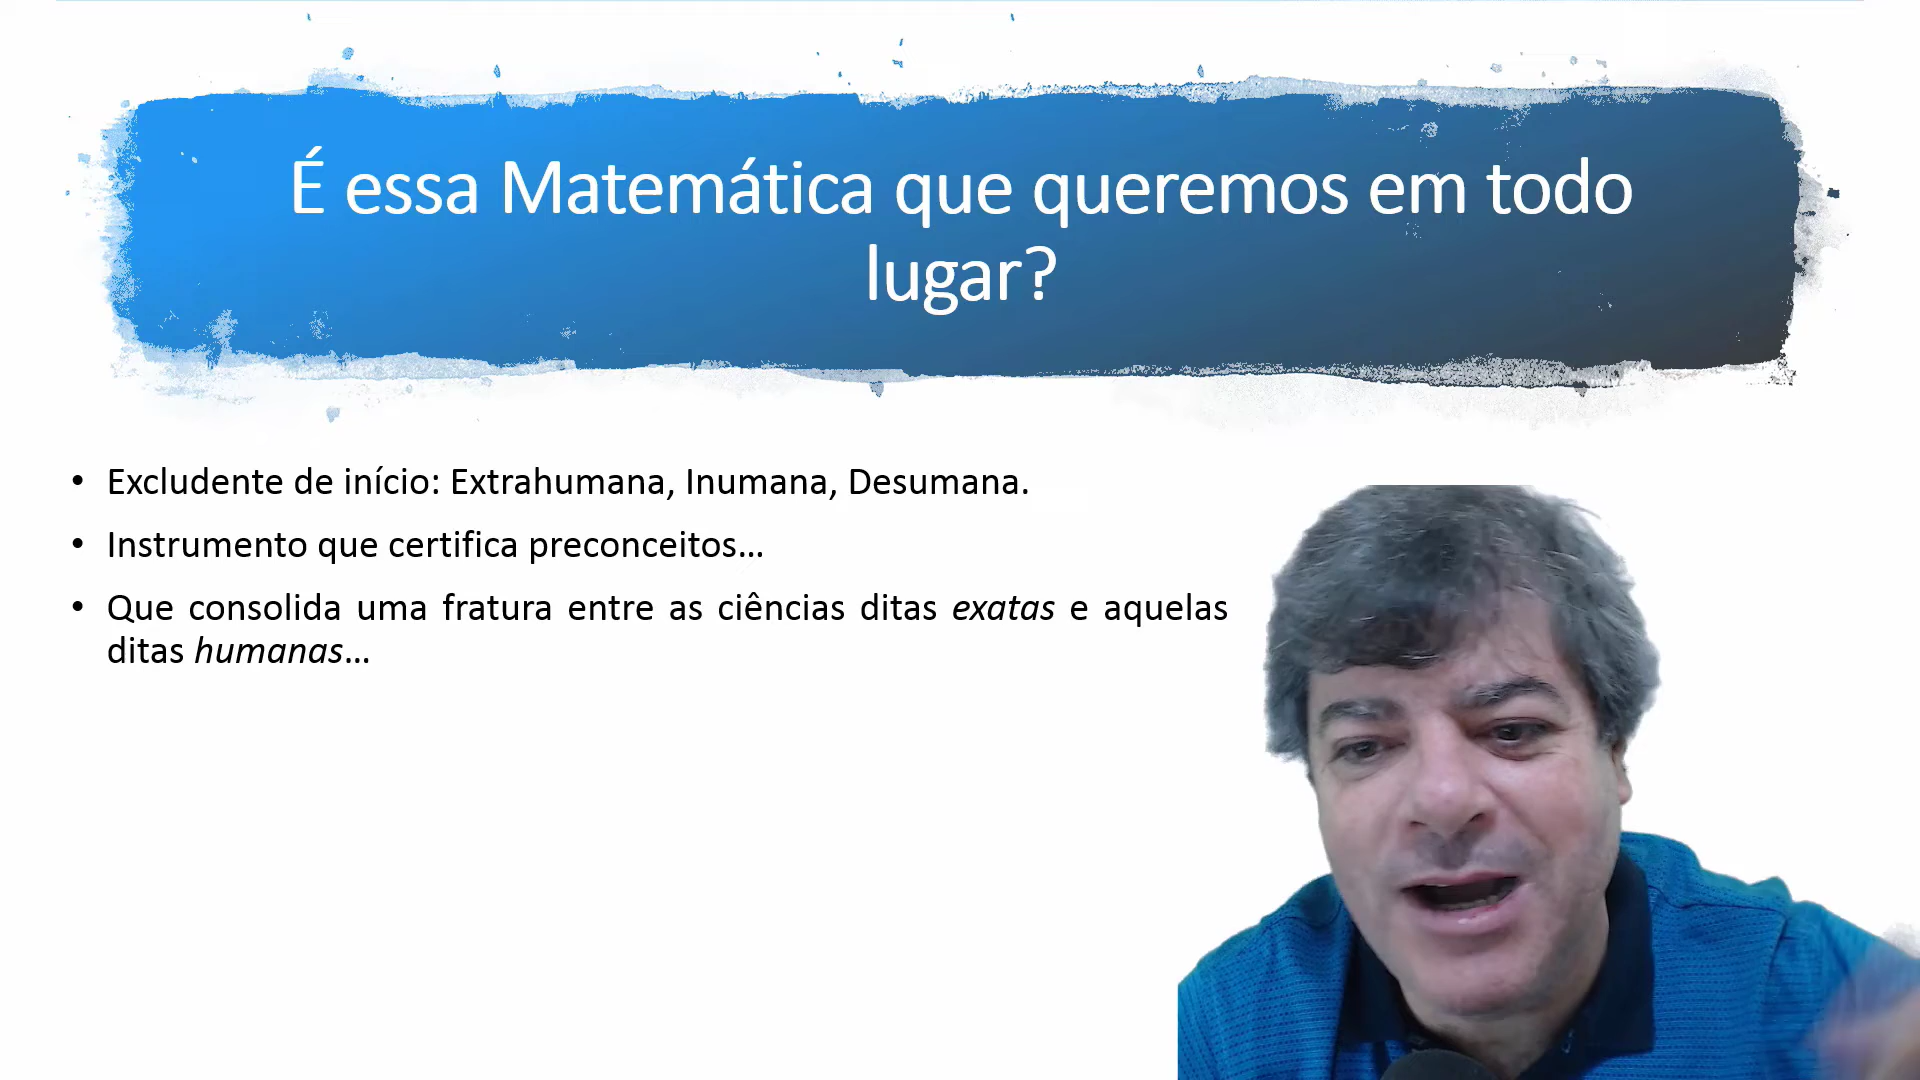 É essa Matemática que queremos em todo
lugar?
• Excludente de início: Extrahumana, Inumana, Desumana.
• Instrumento que certifica preconceitos...
• Que consolida uma fratura entre as ciências ditas exatas e aquelas
ditas humanas...